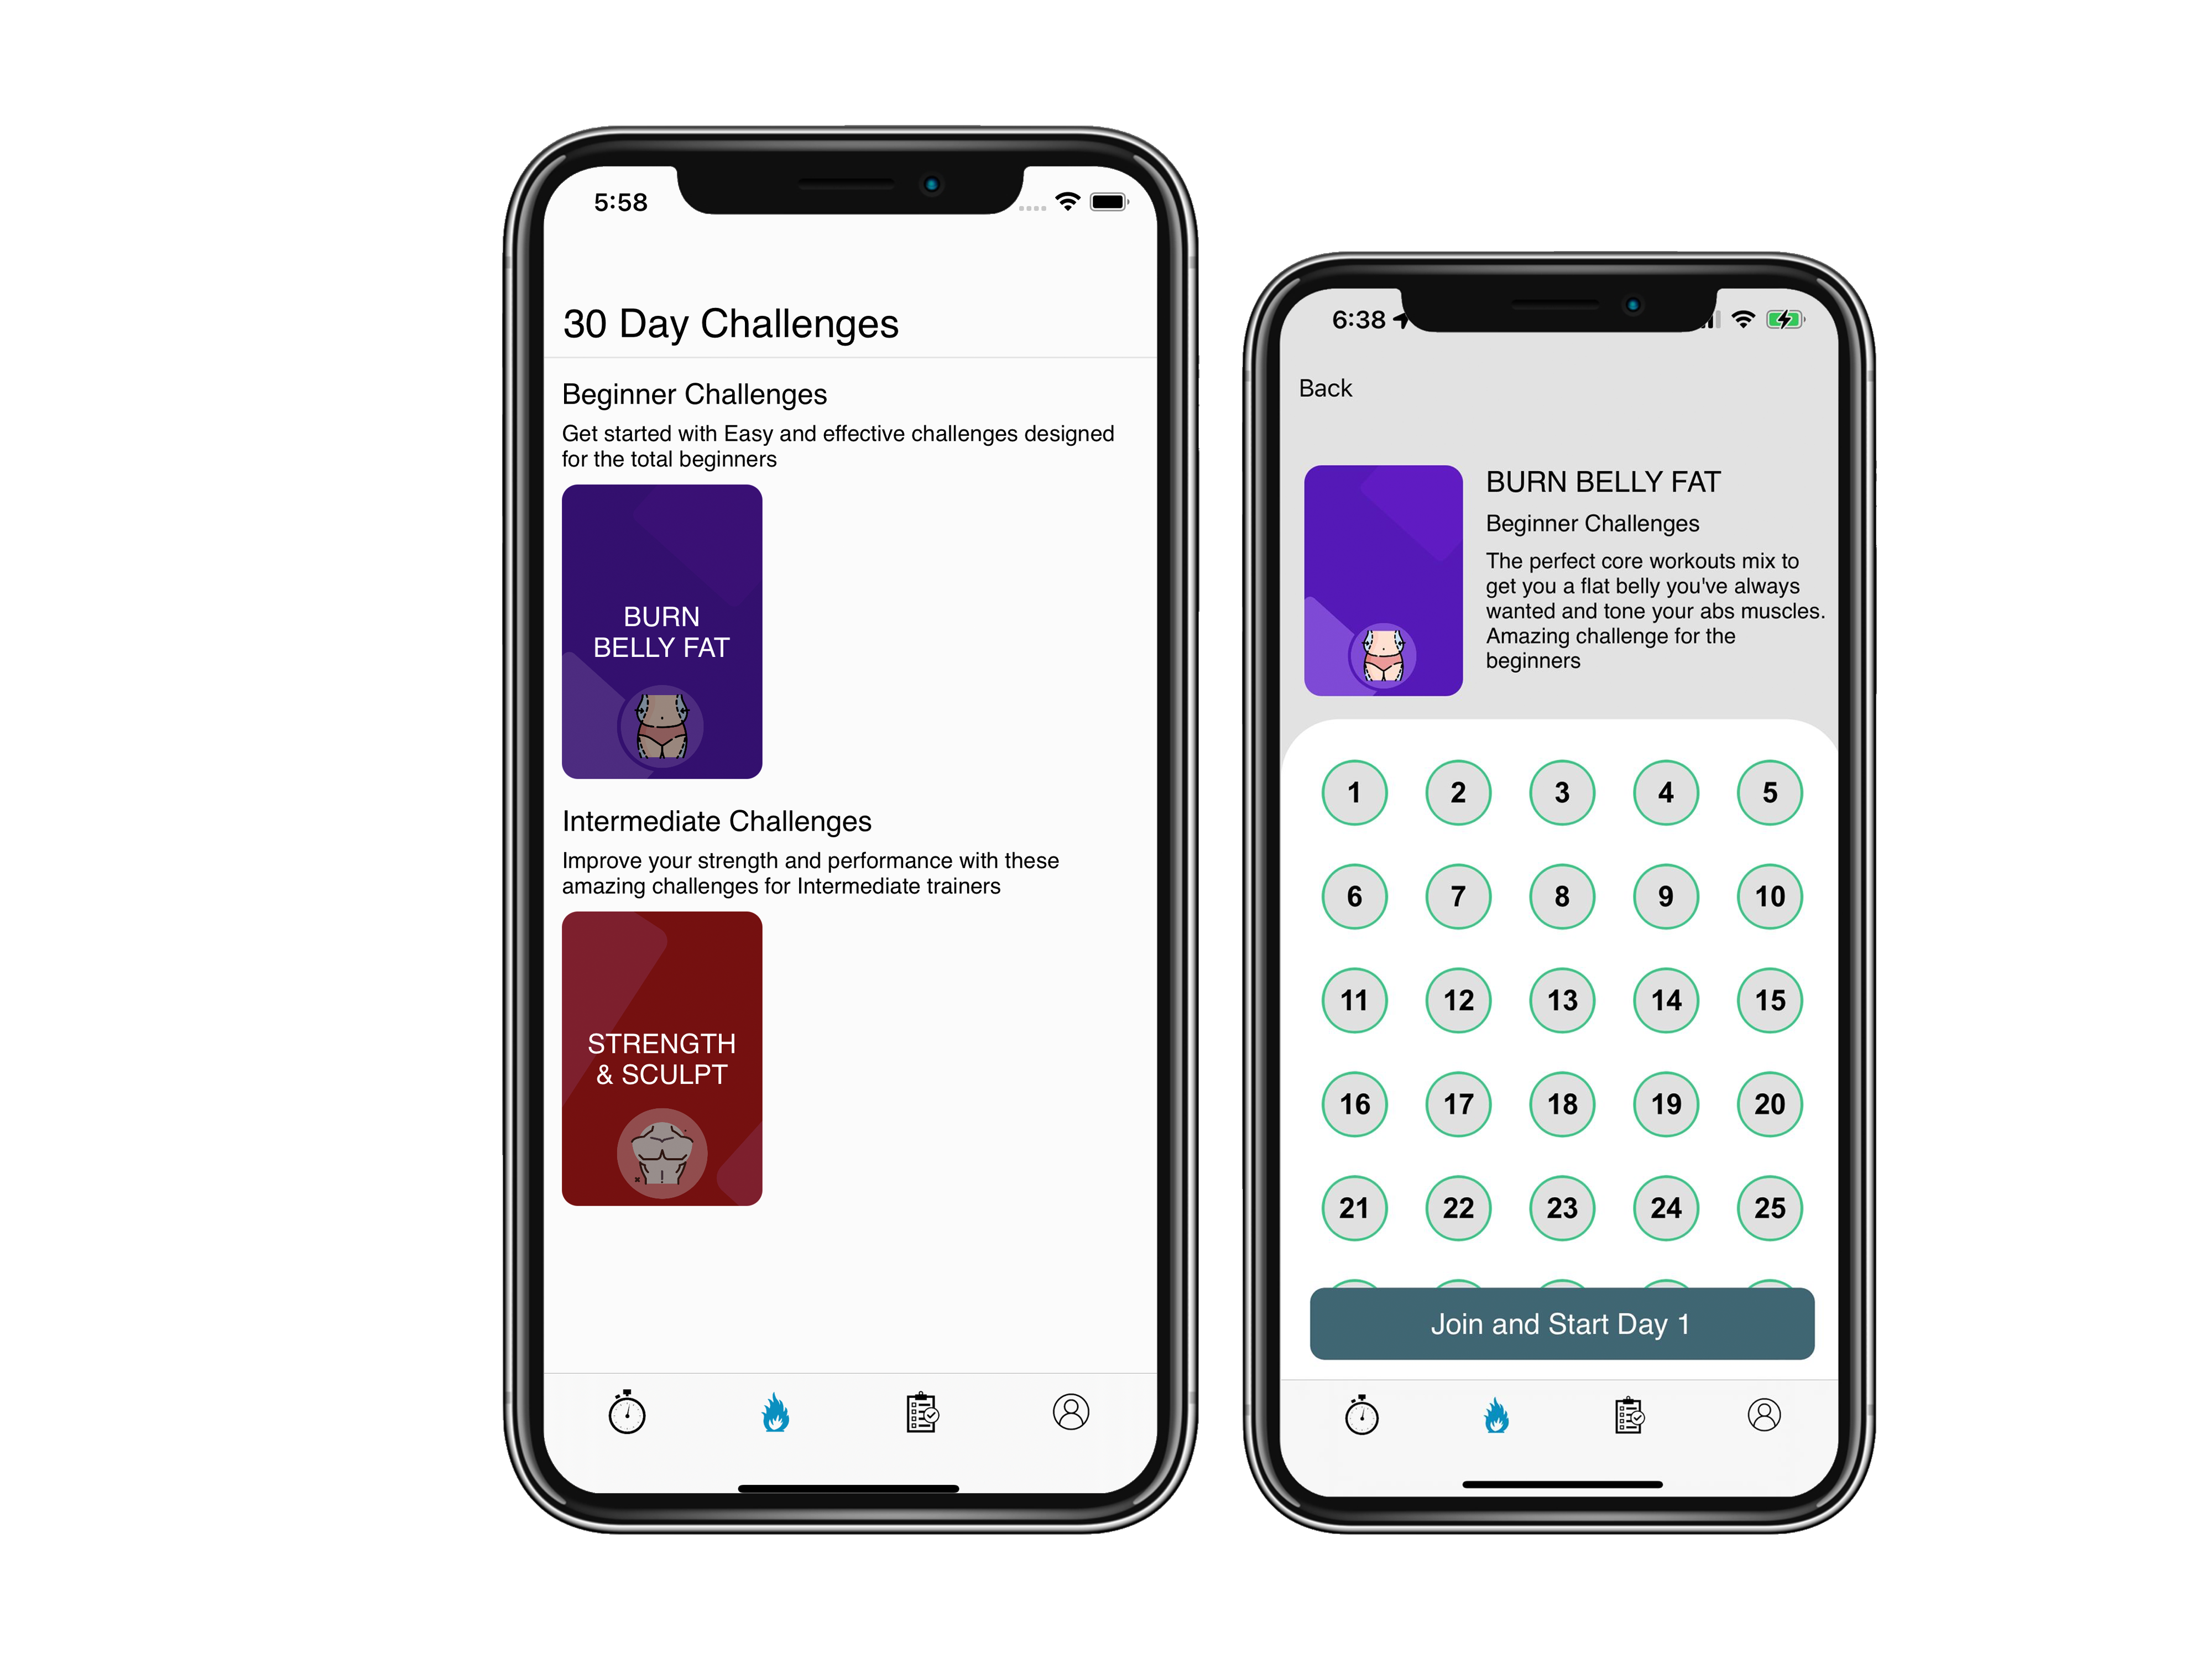 5:58
30 Day Challenges
Beginner Challenges
Get started with Easy and effective challenges designed
for the total beginners
BURN
BELLY FAT
Intermediate Challenges
Improve your strength and performance with these
amazing challenges for Intermediate trainers
STRENGTH
& SCULPT
6:38
Back
BURN BELLY FAT
Beginner Challenges
The perfect core workouts mix to
get you a flat belly you've always
wanted and tone your abs muscles.
Amazing challenge for the
beginners
1 2 3 4 5
6 7 8 9 10
11 12 13 14 15
16 17 18 19 20
21 22 23 24 25
Join and Start Day 1